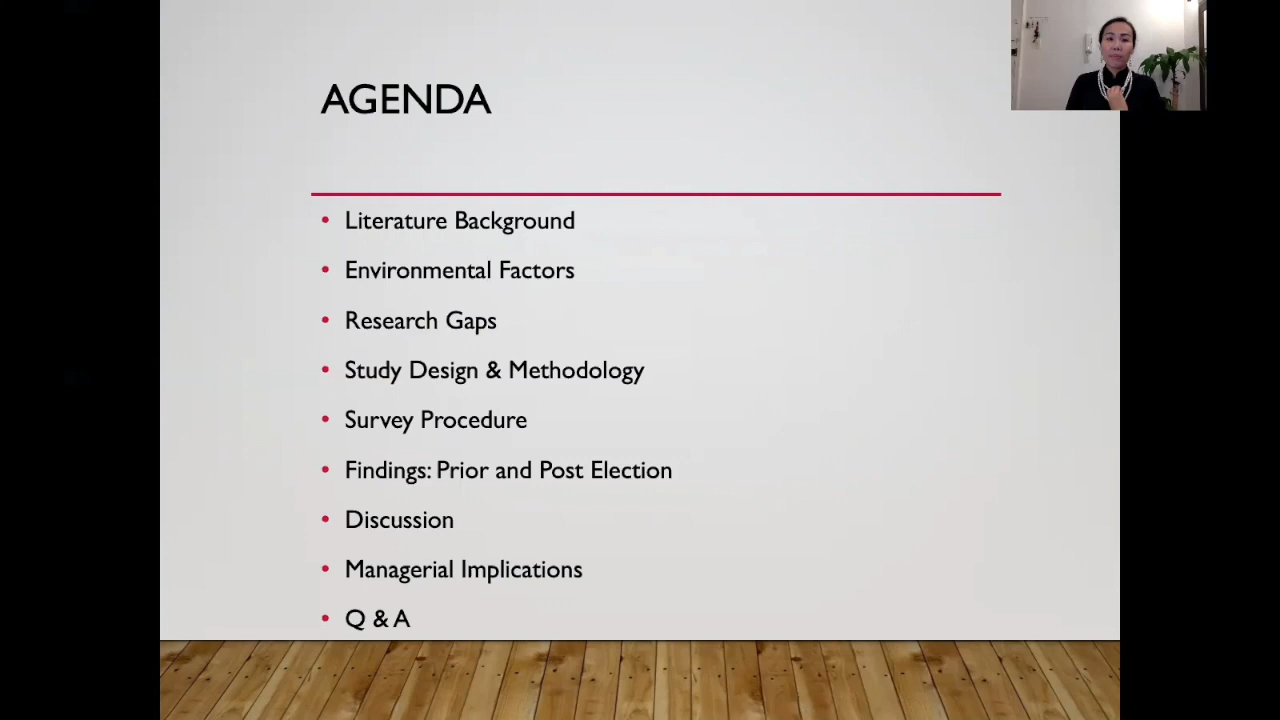 AGENDA
• Literature Background
• Environmental Factors
• Research Gaps
• Study Design & Methodology
• Survey Procedure
• Findings: Prior and Post Election
• Discussion
• Managerial Implications
• Q & A